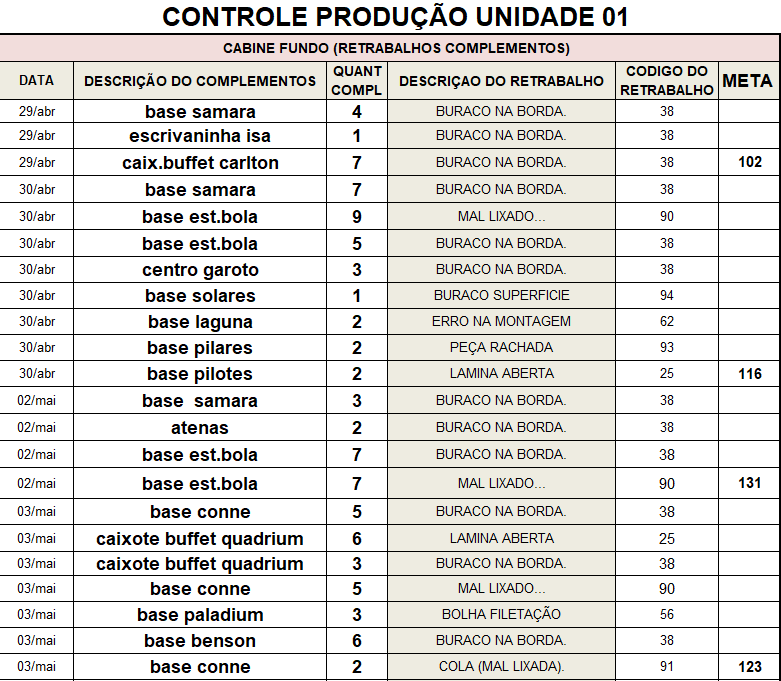 CONTROLE PRODUÇÃO UNIDADE 01
CABINE FUNDO (RETRABALHOS COMPLEMENTOS)
DATA DESCRIÇÃO DO COMPLEMENTOS QUANT COMPL DESCRIÇAO DO RETRABALHO CODIGO DO RETRABALHO META
29/abr base samara 4 BURACO NA BORDA. 38
29/abr escrivaninha isa 1 BURACO NA BORDA. 38
29/abr caix.buffet carlton 7 BURACO NA BORDA. 38 102
30/abr base samara 7 BURACO NA BORDA. 38
30/abr base est.bola 9 MAL LIXADO... 90
30/abr base est.bola 5 BURACO NA BORDA. 38
30/abr centro garoto 3 BURACO NA BORDA. 38
30/abr base solares 1 BURACO SUPERFICIE 94
30/abr base laguna 2 ERRO NA MONTAGEM 62
30/abr base pilares 2 PEÇA RACHADA 93
30/abr base pilotes 2 LAMINA ABERTA 25 116
02/mai base  samara 3 BURACO NA BORDA. 38
02/mai atenas 2 BURACO NA BORDA. 38
02/mai base est.bola 7 BURACO NA BORDA. 38
02/mai base est.bola 7 MAL LIXADO... 90 131
03/mai base conne 5 BURACO NA BORDA. 38
03/mai caixote buffet quadrium 6 LAMINA ABERTA 25
03/mai caixote buffet quadrium 3 BURACO NA BORDA. 38
03/mai base conne 5 MAL LIXADO... 90
03/mai base paladium 3 BOLHA FILETAÇÃO 56
03/mai base benson 6 BURACO NA BORDA. 38
03/mai base conne 2 COLA (MAL LIXADA). 91 123